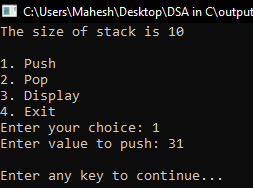 C:\Users\Mahesh\Desktop\DSA in C\output
The size of stack is 10
1. Push
2. Pop
3. Display
4. Exit
Enter your choice: 1
Enter value to push: 31
Enter any key to continue...